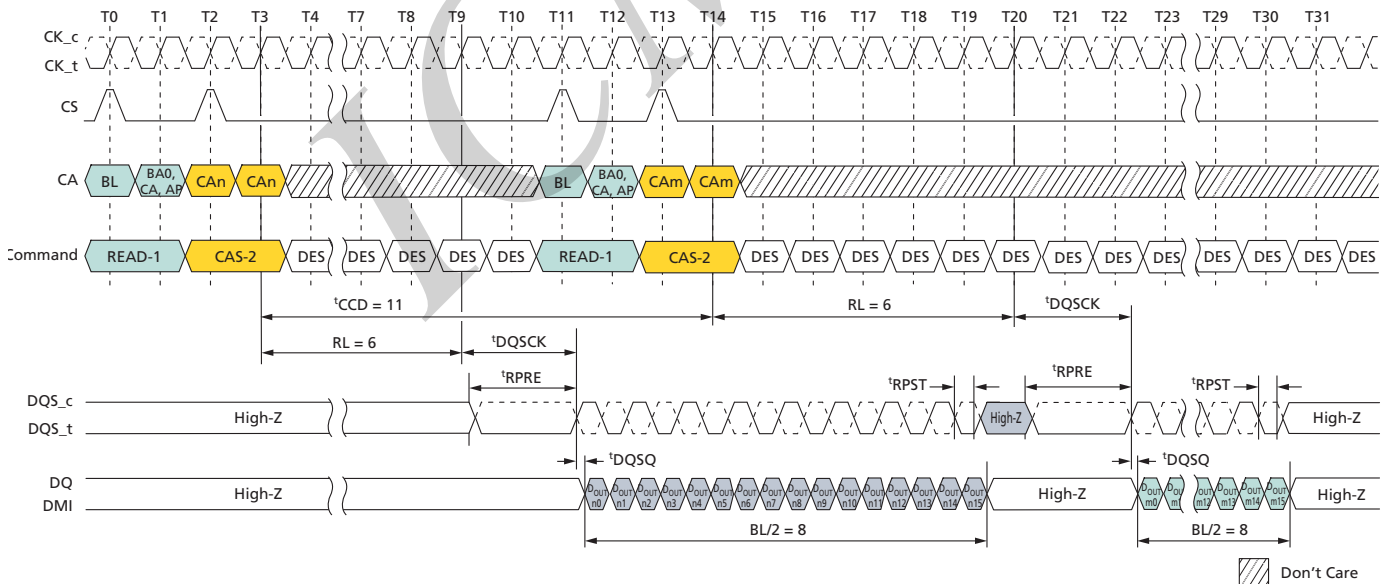 T0 T1 T2 T3 T4 T7 T8 T9 T10 T11 T12 T13 T14 T15 T16 T17 T18 T19 T20 T21 T22 T23 T29 T30 T31
CK_c
CK_t
CS
CA BL BA0, CA, AP CAn CAn BL BA0, CA, AP CAm CAm
Command READ-1 CAS-2 DES DES DES DES DES READ-1 CAS-2 DES DES DES DES DES DES DES DES DES DES DES DES
tCCD = 11 RL = 6 tDQSCK
RL = 6 tDQSCK
tRPRE tRPST tRPRE tRPST
DQS_c
DQS_t
High-Z High-Z High-Z
tDQSQ tDQSQ
DQ
DMI
High-Z DOUT n0 DOUT n1 DOUT n2 DOUT n3 DOUT n4 DOUT n5 DOUT n6 DOUT n7 DOUT n8 DOUT n9 DOUT n10 DOUT n11 DOUT n12 DOUT n13 DOUT n14 DOUT n15 High-Z DOUT m0 DOUT m1 DOUT m12 DOUT m13 DOUT m14 DOUT m15 High-Z
BL/2 = 8 BL/2 = 8
Don't Care